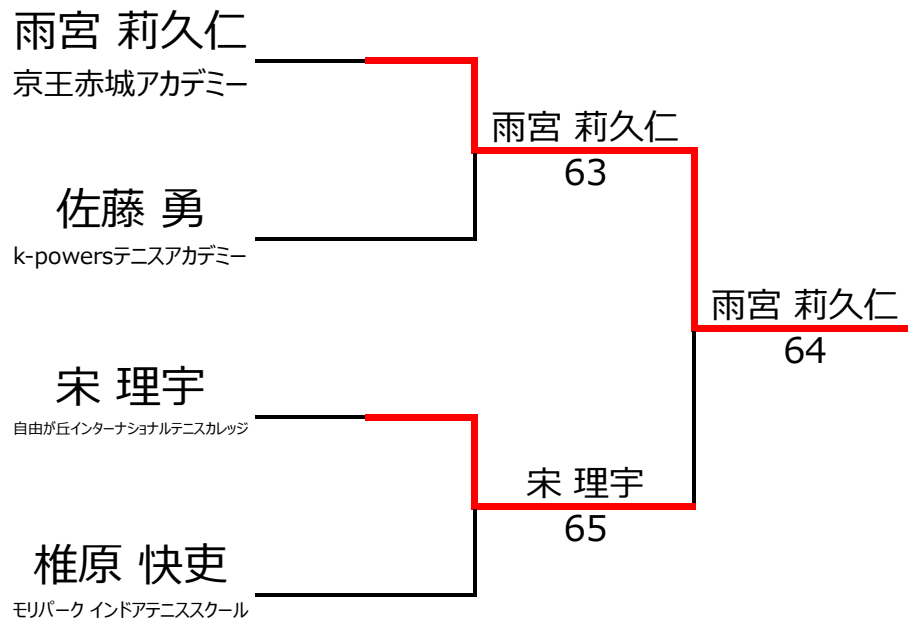 雨宮 莉久仁
京王赤城アカデミー
雨宮 莉久仁
63
佐藤 勇
k-powersテニスアカデミー
雨宮 莉久仁
64
宋 理宇
自由が丘インターナショナルテニスカレッジ
宋 理宇
65
椎原 快吏
モリパーク インドアテニススクール